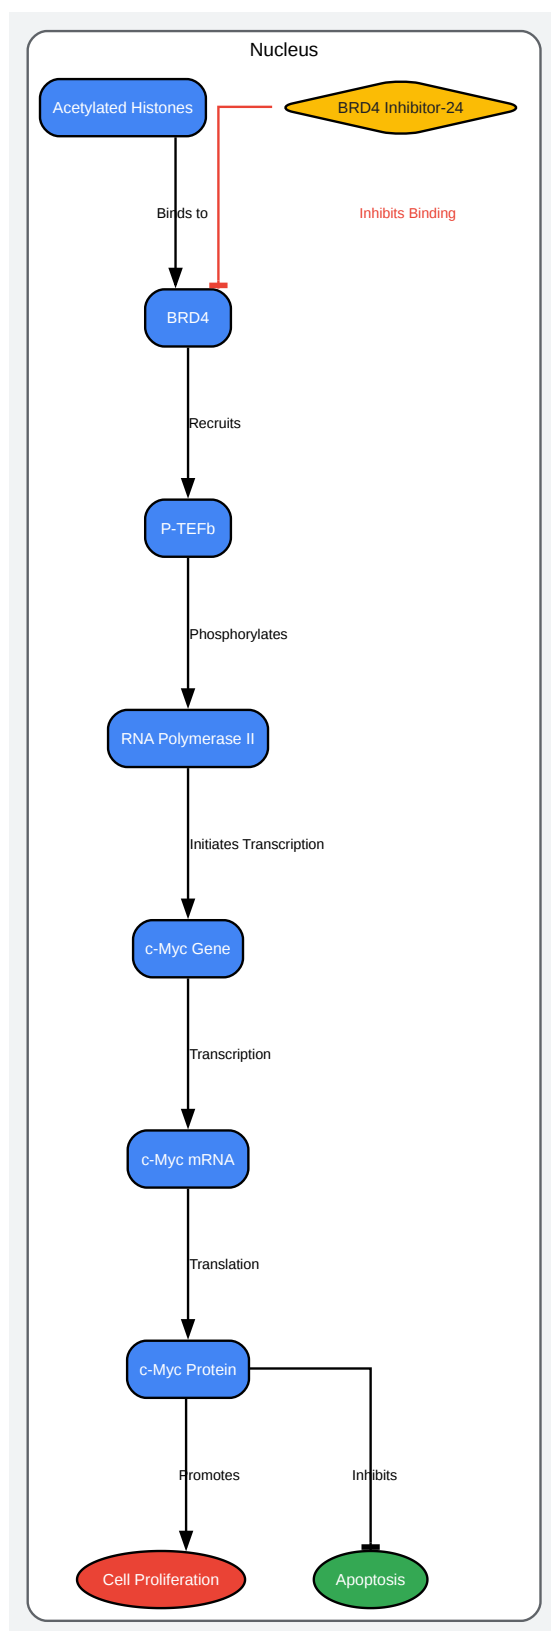 Nucleus
Acetylated Histones
BRD4 Inhibitor-24
Binds to
Inhibits Binding
BRD4
Recruits
P-TEFb
Phosphorylates
RNA Polymerase II
Initiates Transcription
c-Myc Gene
Transcription
c-Myc mRNA
Translation
c-Myc Protein
Promotes
Inhibits
Cell Proliferation
Apoptosis